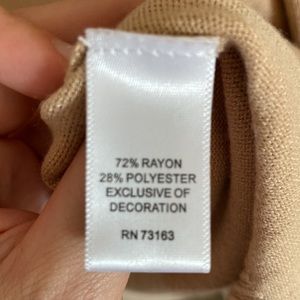 72% RAYON
28% POLYESTER
EXCLUSIVE OF
DECORATION
RN 73163